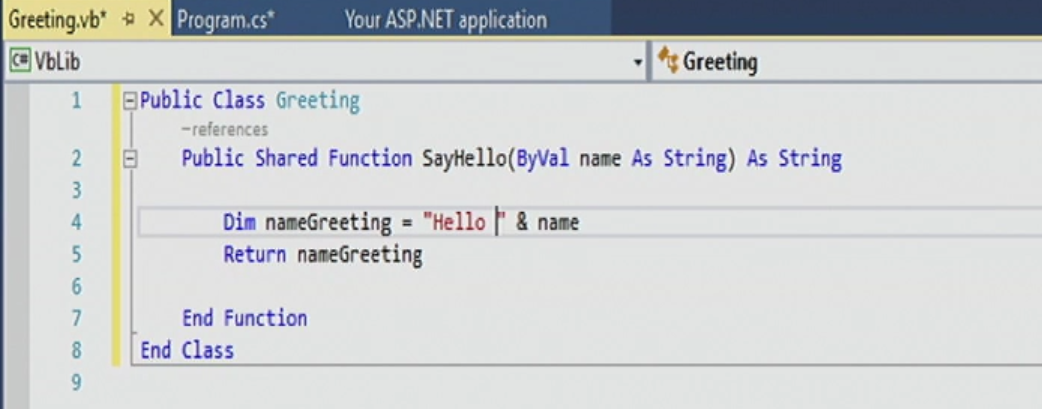 Greeting.vb* Program.cs* Your ASP.NET application
C# VbLib Greeting
1 Public Class Greeting
-references
2 Public Shared Function SayHello(ByVal name As String) As String
3
4 Dim nameGreeting = "Hello " & name
5 Return nameGreeting
6
7 End Function
8 End Class
9